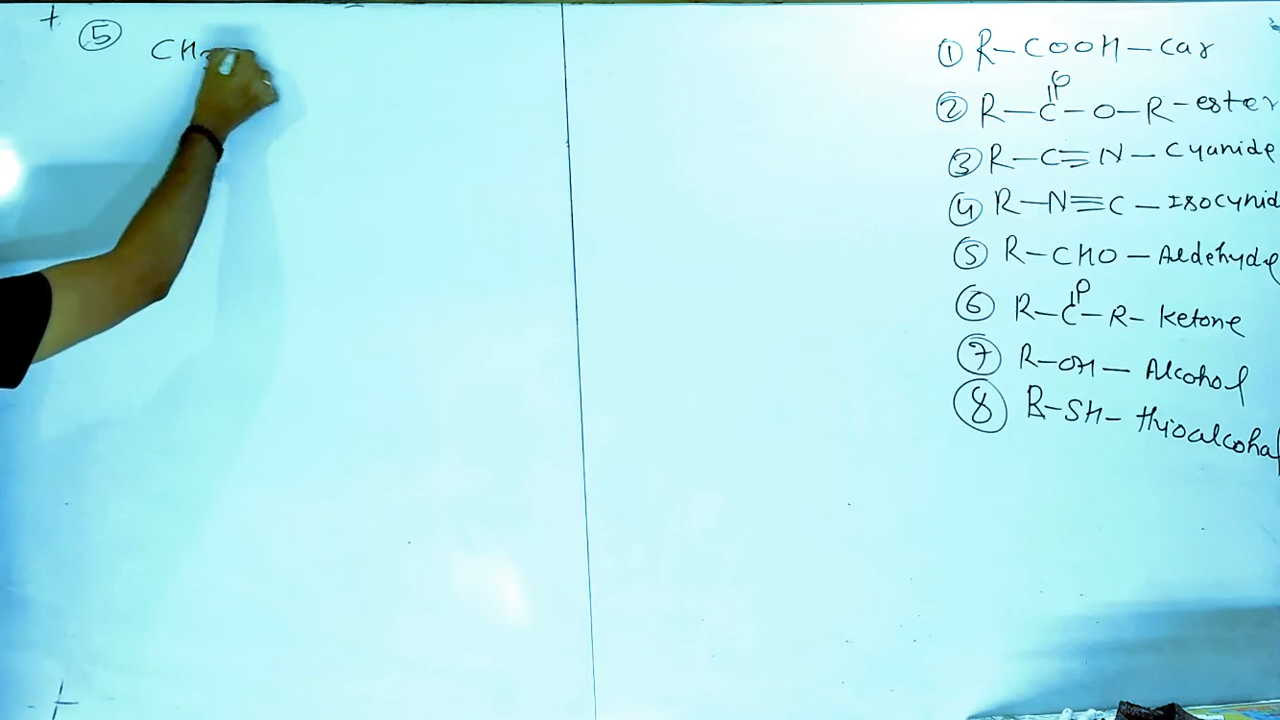 ⑤ CH
① R-COOH-car
O
② R-C-O-R-ester
③ R-C≡N-Cyanide
④ R-N≡C-Isocynid
⑤ R-CHO-Aldehyde
O
⑥ R-C-R-ketone
⑦ R-OH-Alcohol
⑧ R-SH-thioalcohol